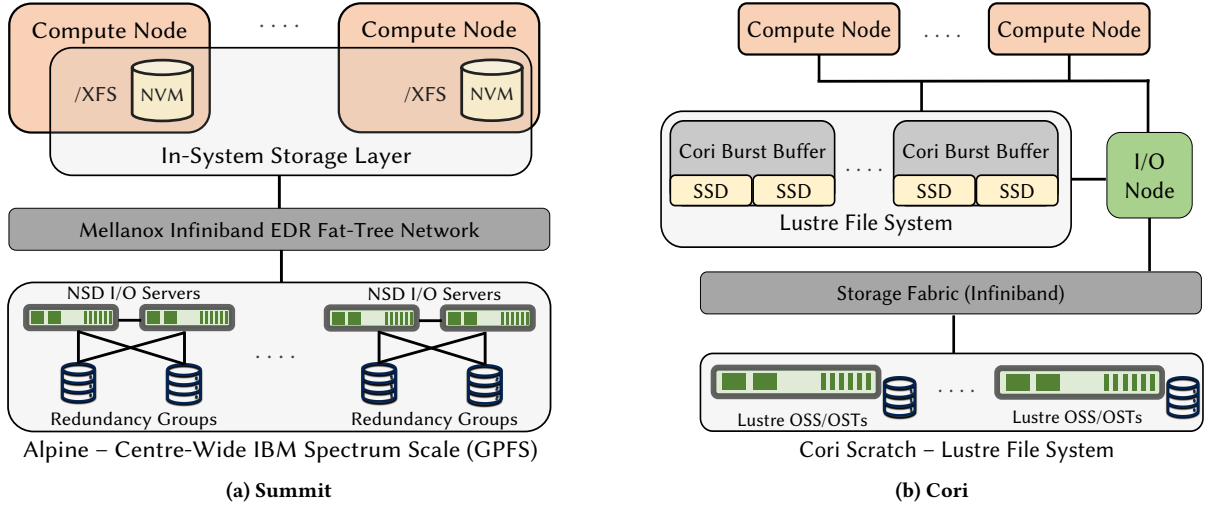 Compute Node
. . . .
Compute Node
/XFS
NVM
/XFS
NVM
In-System Storage Layer
Mellanox Infiniband EDR Fat-Tree Network
NSD I/O Servers
NSD I/O Servers
. . . .
Redundancy Groups
Redundancy Groups
Alpine – Centre-Wide IBM Spectrum Scale (GPFS)
(a) Summit
Compute Node
. . . .
Compute Node
Cori Burst Buffer
SSD
SSD
. . . .
Cori Burst Buffer
SSD
SSD
Lustre File System
I/O
Node
Storage Fabric (Infiniband)
. . . .
Lustre OSS/OSTs
Lustre OSS/OSTs
Cori Scratch – Lustre File System
(b) Cori